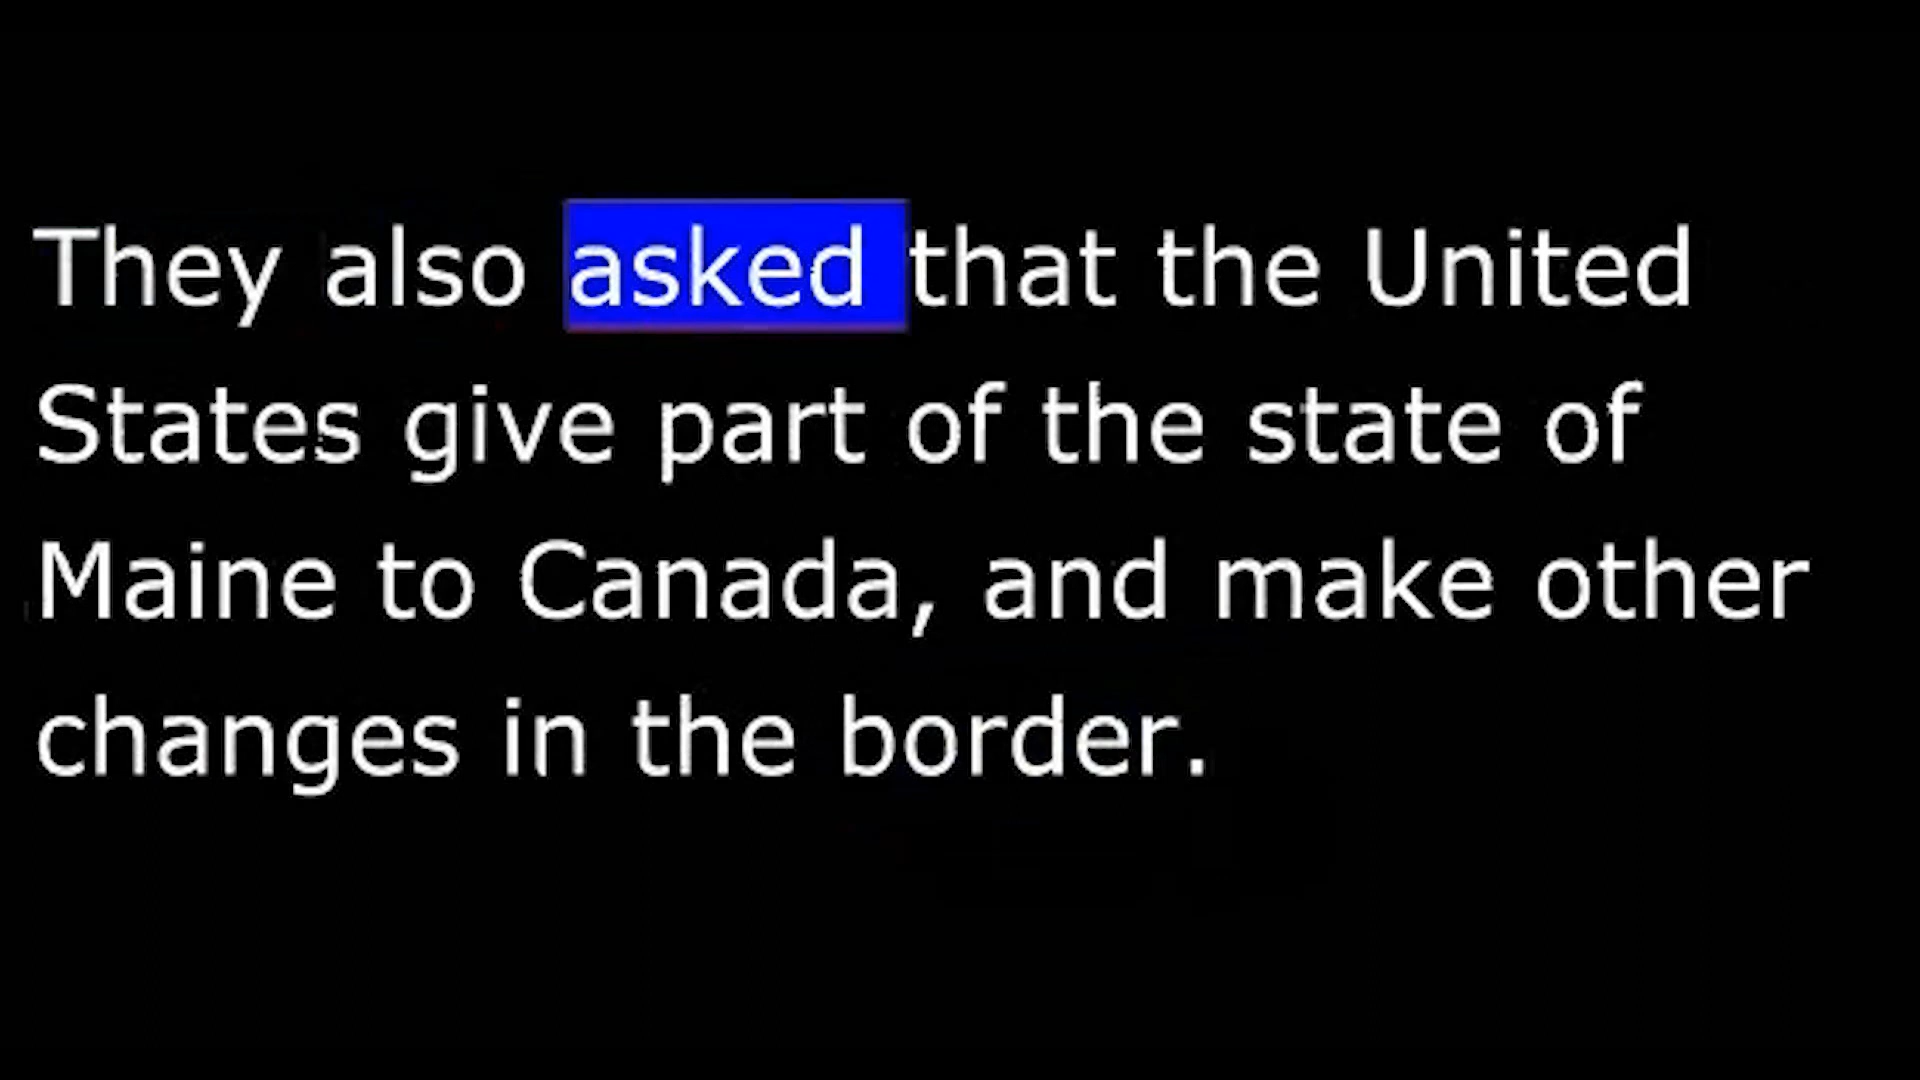 They also asked that the United
States give part of the state of
Maine to Canada, and make other
changes in the border.